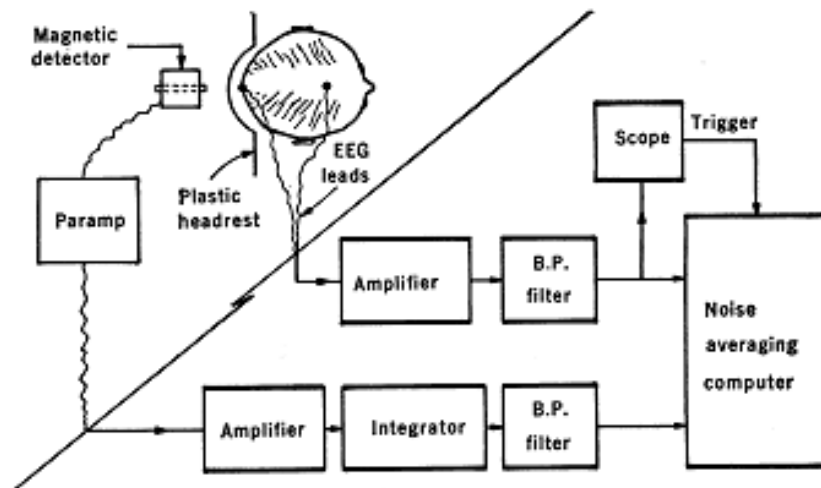 Magnetic
detector
Paramp
Plastic
headrest
EEG
leads
Scope
Trigger
Amplifier
B.P.
filter
Noise
averaging
computer
Amplifier
Integrator
B.P.
filter